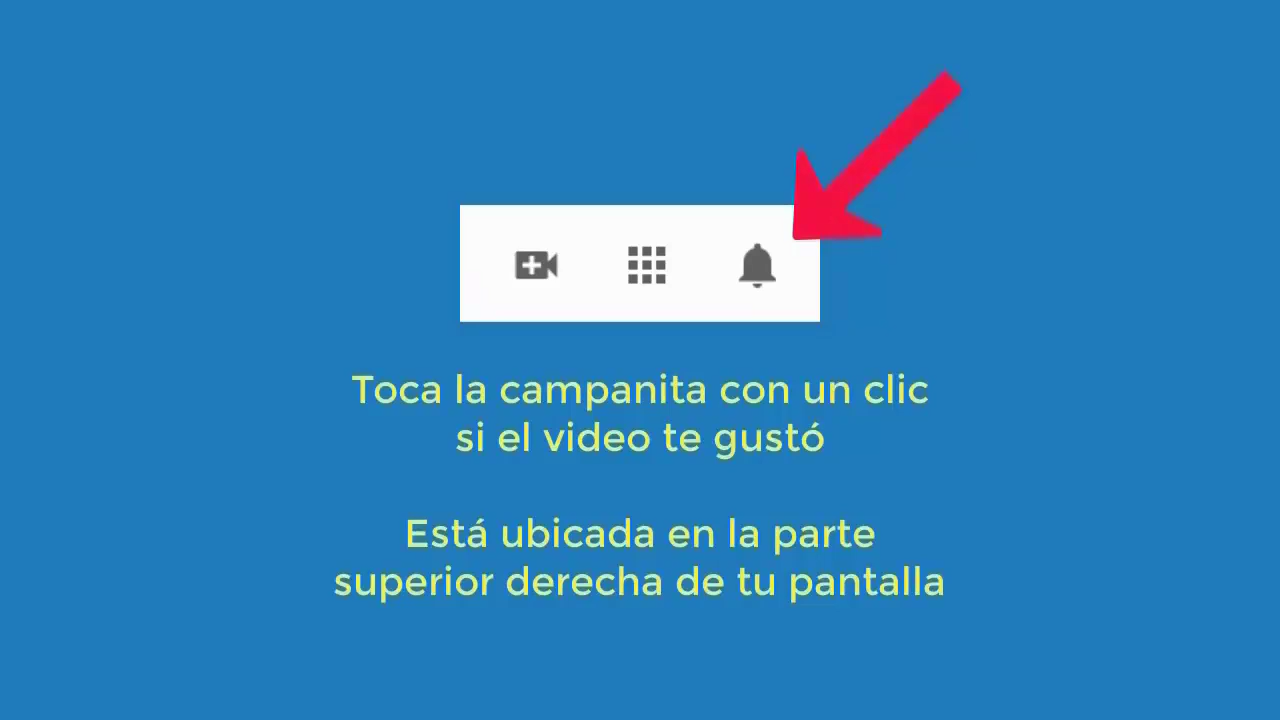 Toca la campanita con un clic
si el video te gustó
Está ubicada en la parte
superior derecha de tu pantalla